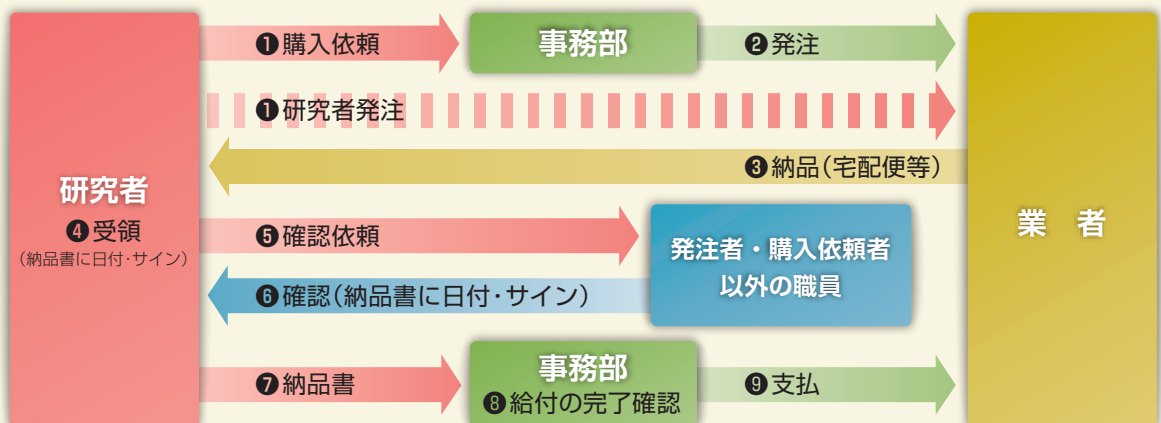 ❶購入依頼
事務部
❷発注
❶研究者発注
❸納品(宅配便等)
研究者
❹受領
(納品書に日付･サイン)
❺確認依頼
発注者・購入依頼者
以外の職員
業　者
❻確認(納品書に日付･サイン)
❼納品書
事務部
❽給付の完了確認
❾支払